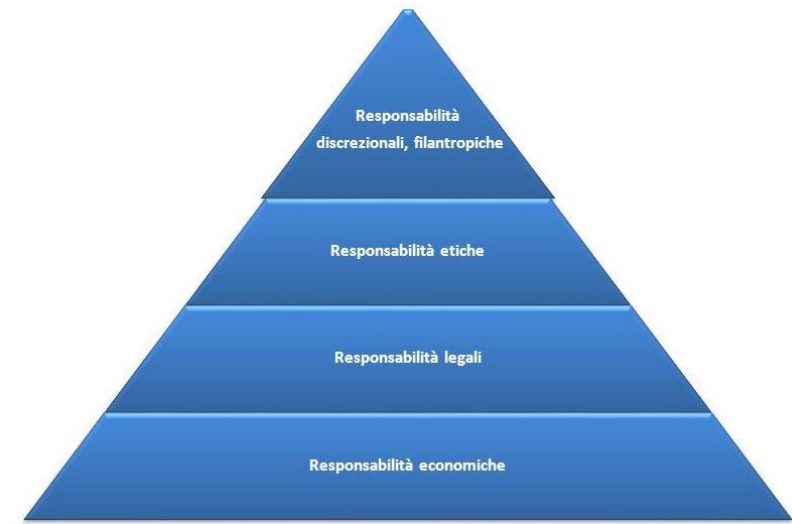 Responsabilità
discrezionali, filantropiche
Responsabilità etiche
Responsabilità legali
Responsabilità economiche